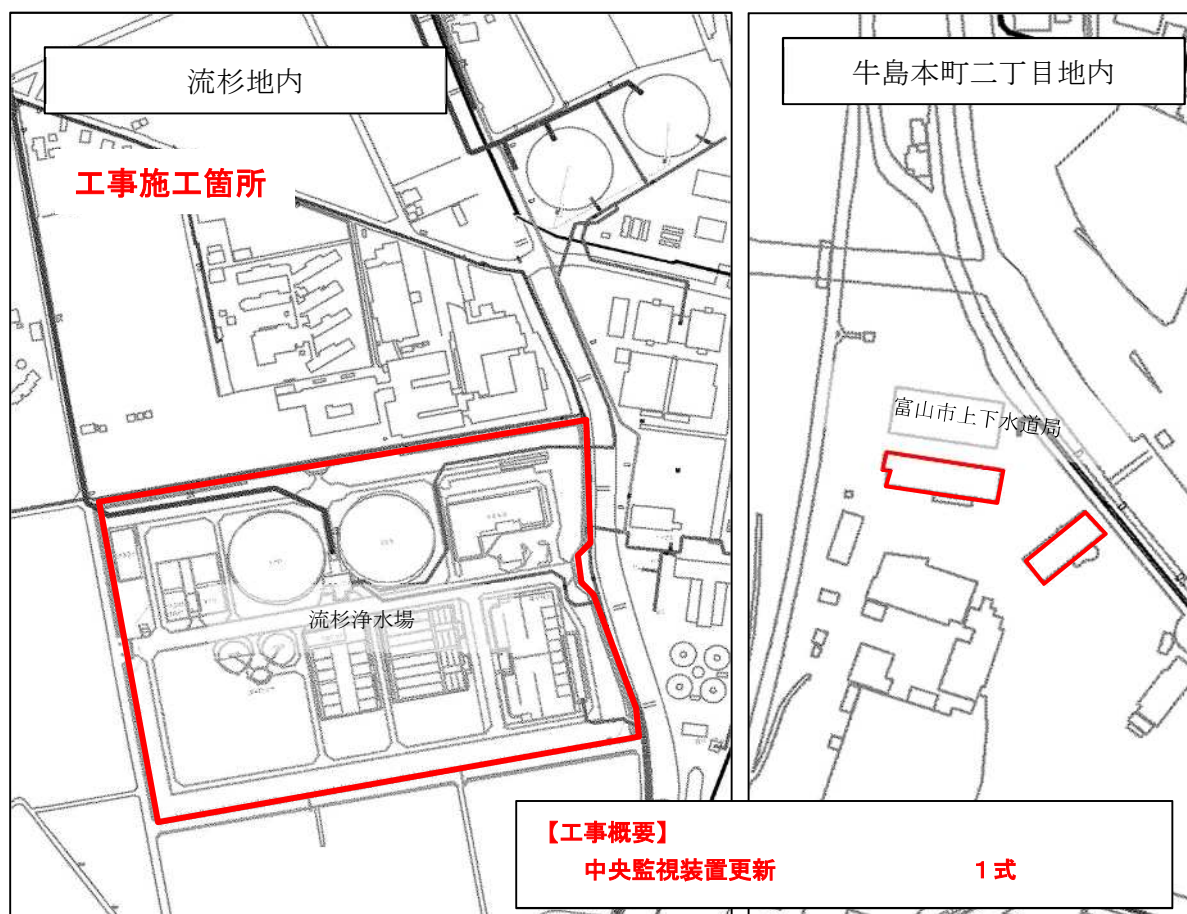 流杉地内
工事施工箇所
流杉浄水場
牛島本町二丁目地内
富山市上下水道局
【工事概要】
中央監視装置更新 1式